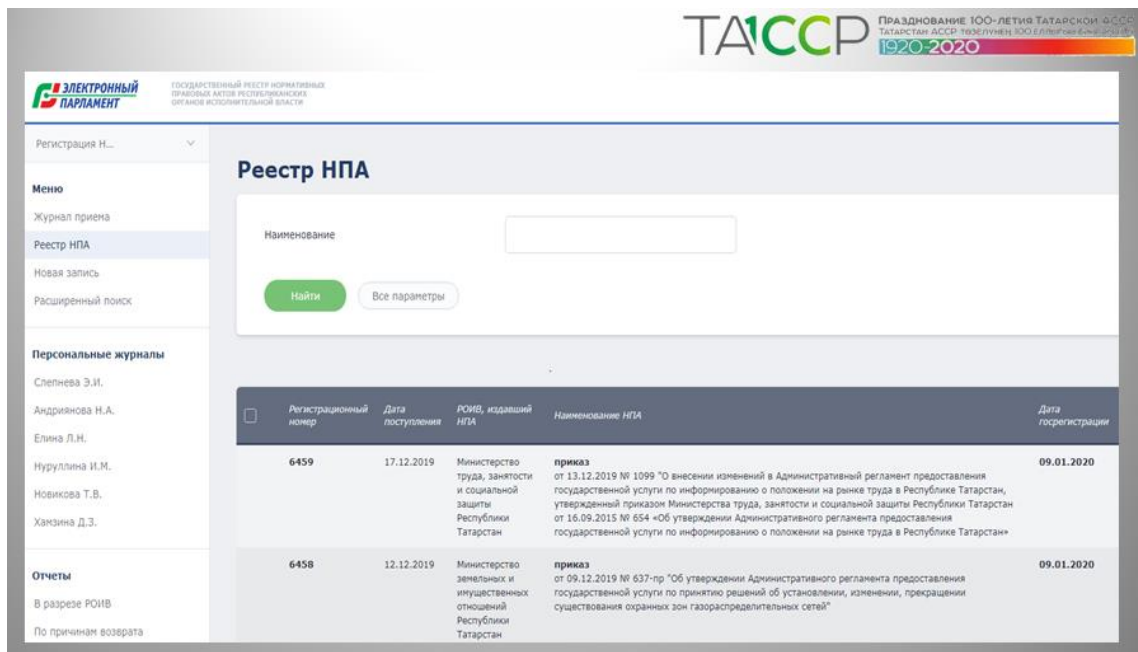 ТА100ССР
ПРАЗДНОВАНИЕ 100-ЛЕТИЯ ТАТАРСКОЙ АССР
ТАТАРСТАН АССР ТӨЗЕЛҮНЕҢ 100 ЕЛЛЫГЫН
1920-2020
ЭЛЕКТРОННЫЙ
ПАРЛАМЕНТ
ГОСУДАРСТВЕННЫЙ РЕЕСТР НОРМАТИВНЫХ
ПРАВОВЫХ АКТОВ РЕСПУБЛИКАНСКИХ
ОРГАНОВ ИСПОЛНИТЕЛЬНОЙ ВЛАСТИ
Регистрация Н...
Меню
Журнал приема
Реестр НПА
Новая запись
Расширенный поиск
Персональные журналы
Слепнева Э.И.
Андриянова Н.А.
Елина Л.Н.
Нуруллина И.М.
Новикова Т.В.
Хамзина Д.З.
Отчеты
В разрезе РОИВ
По причинам возврата
Реестр НПА
Наименование
Найти
Все параметры
Регистрационный
номер
Дата
поступления
РОИВ, издавший
НПА
Наименование НПА
Дата
госрегистрации
6459
17.12.2019
Министерство
труда, занятости
и социальной
защиты
Республики
Татарстан
приказ
от 13.12.2019 № 1099 "О внесении изменений в Административный регламент предоставления
государственной услуги по информированию о положении на рынке труда в Республике Татарстан,
утвержденный приказом Министерства труда, занятости и социальной защиты Республики Татарстан
от 16.09.2015 № 654 «Об утверждении Административного регламента предоставления
государственной услуги по информированию о положении на рынке труда в Республике Татарстан»
09.01.2020
6458
12.12.2019
Министерство
земельных и
имущественных
отношений
Республики
Татарстан
приказ
от 09.12.2019 № 637-пр "Об утверждении Административного регламента предоставления
государственной услуги по принятию решений об установлении, изменении, прекращении
существования охранных зон газораспределительных сетей"
09.01.2020